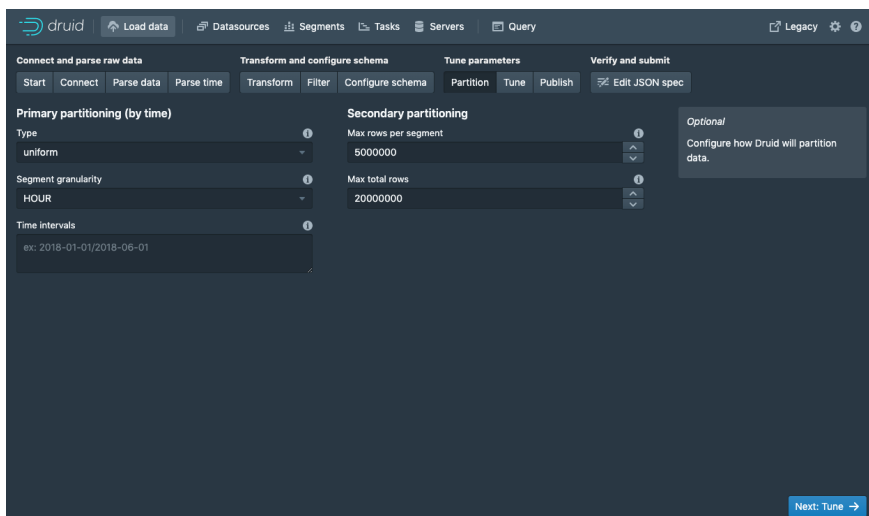 druid Load data Datasources Segments Tasks Servers Query Legacy
Connect and parse raw data Transform and configure schema Tune parameters Verify and submit
Start Connect Parse data Parse time Transform Filter Configure schema Partition Tune Publish Edit JSON spec
Primary partitioning (by time)
Type
uniform
Segment granularity
HOUR
Time intervals
ex: 2018-01-01/2018-06-01
Secondary partitioning
Max rows per segment
5000000
Max total rows
20000000
Optional
Configure how Druid will partition
data.
Next: Tune